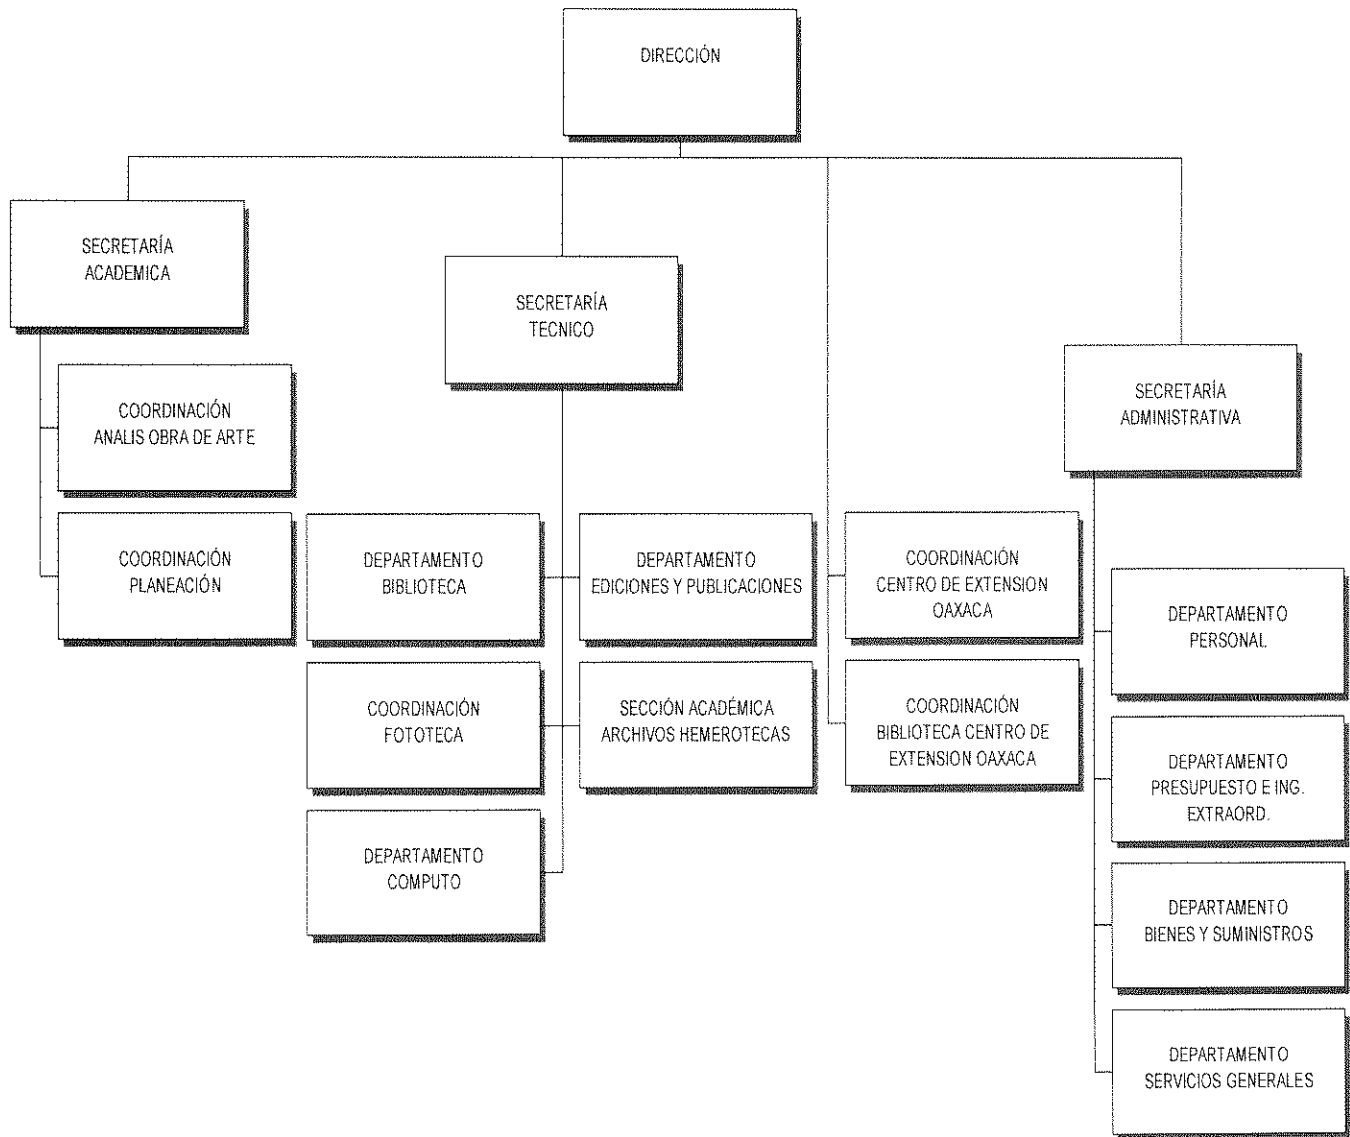 DIRECCIÓN
SECRETARÍA
ACADEMICA
SECRETARÍA
TECNICO
SECRETARÍA
ADMINISTRATIVA
COORDINACIÓN
ANALIS OBRA DE ARTE
COORDINACIÓN
PLANEACIÓN
DEPARTAMENTO
BIBLIOTECA
DEPARTAMENTO
EDICIONES Y PUBLICACIONES
COORDINACIÓN
FOTOTECA
SECCIÓN ACADÉMICA
ARCHIVOS HEMEROTECAS
DEPARTAMENTO
COMPUTO
COORDINACIÓN
CENTRO DE EXTENSION
OAXACA
COORDINACIÓN
BIBLIOTECA CENTRO DE
EXTENSION OAXACA
DEPARTAMENTO
PERSONAL
DEPARTAMENTO
PRESUPUESTO E ING.
EXTRAORD.
DEPARTAMENTO
BIENES Y SUMINISTROS
DEPARTAMENTO
SERVICIOS GENERALES